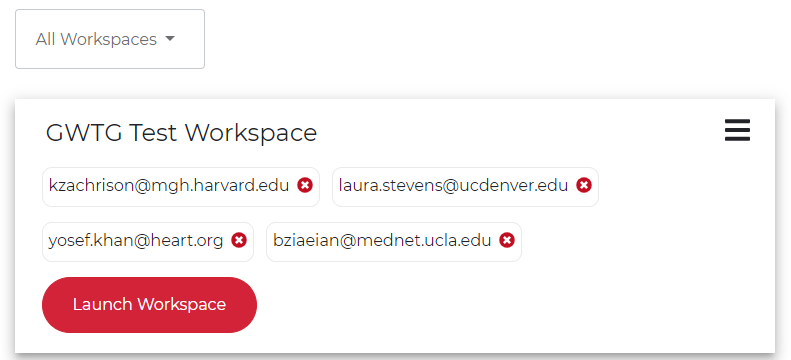 All Workspaces
GWTG Test Workspace
kzachrison@mgh.harvard.edu laura.stevens@ucdenver.edu
yosef.khan@heart.org bziaeian@mednet.ucla.edu
Launch Workspace